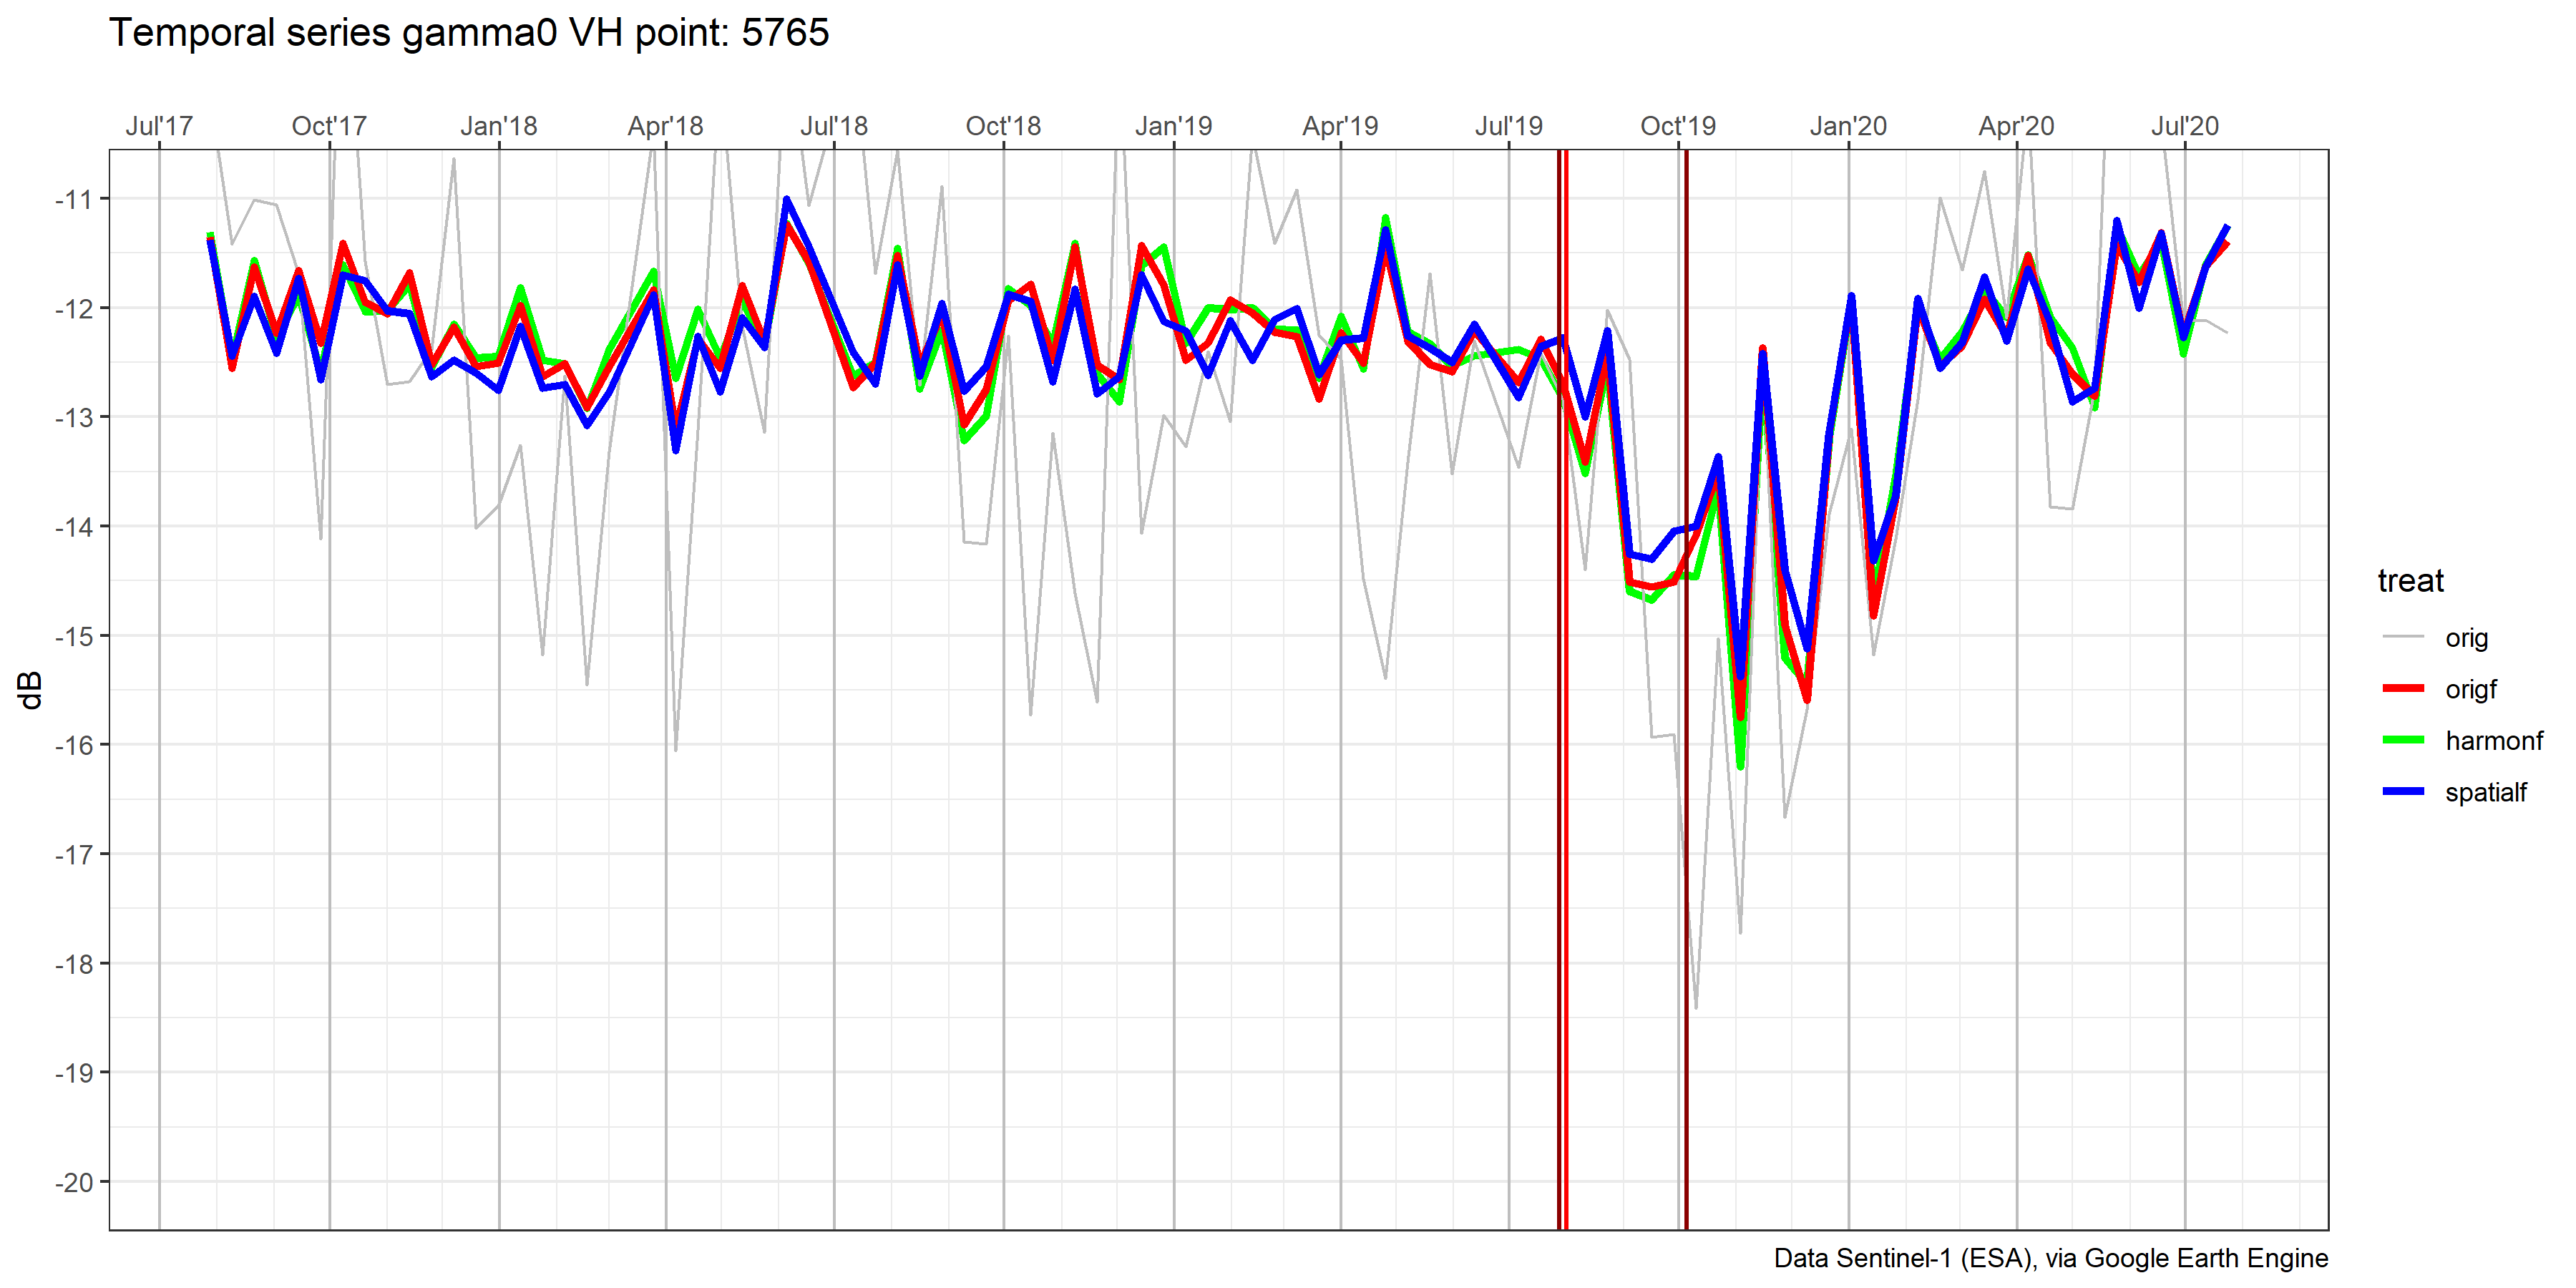 Temporal series gamma0 VH point: 5765
Jul'17 Oct'17 Jan'18 Apr'18 Jul'18 Oct'18 Jan'19 Apr'19 Jul'19 Oct'19 Jan'20 Apr'20 Jul'20
-11
-12
-13
-14
-15
-16
-17
-18
-19
-20
dB
treat
orig
origf
harmonf
spatialf
Data Sentinel-1 (ESA), via Google Earth Engine